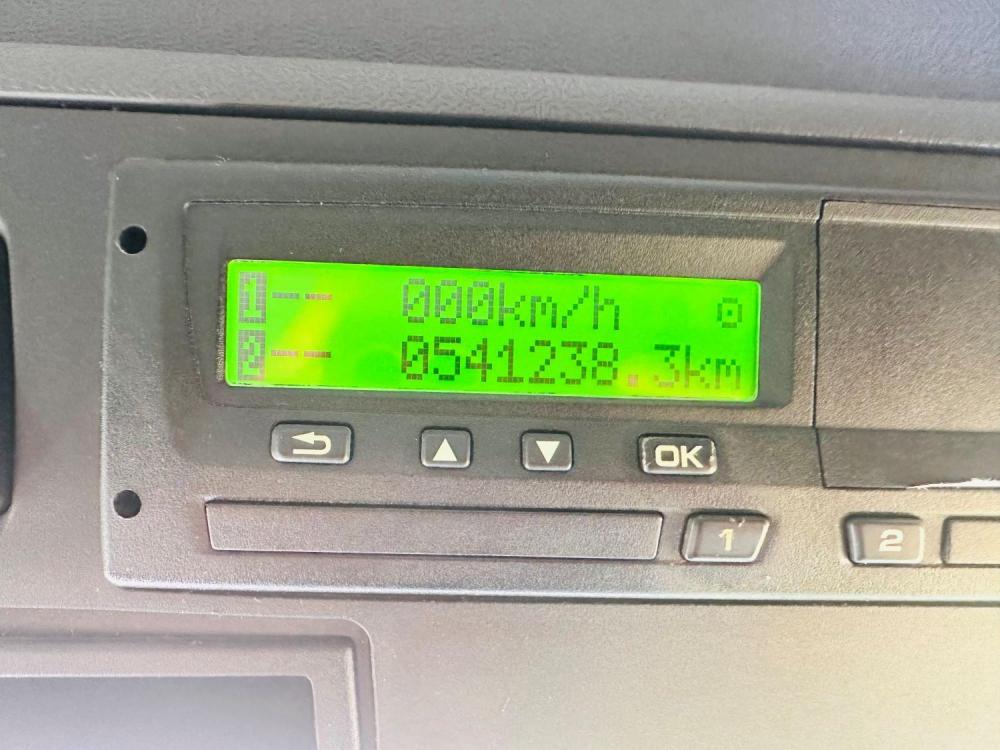 1 -- -- 000km/h
2 -- -- 0541238.3km
OK
1 2